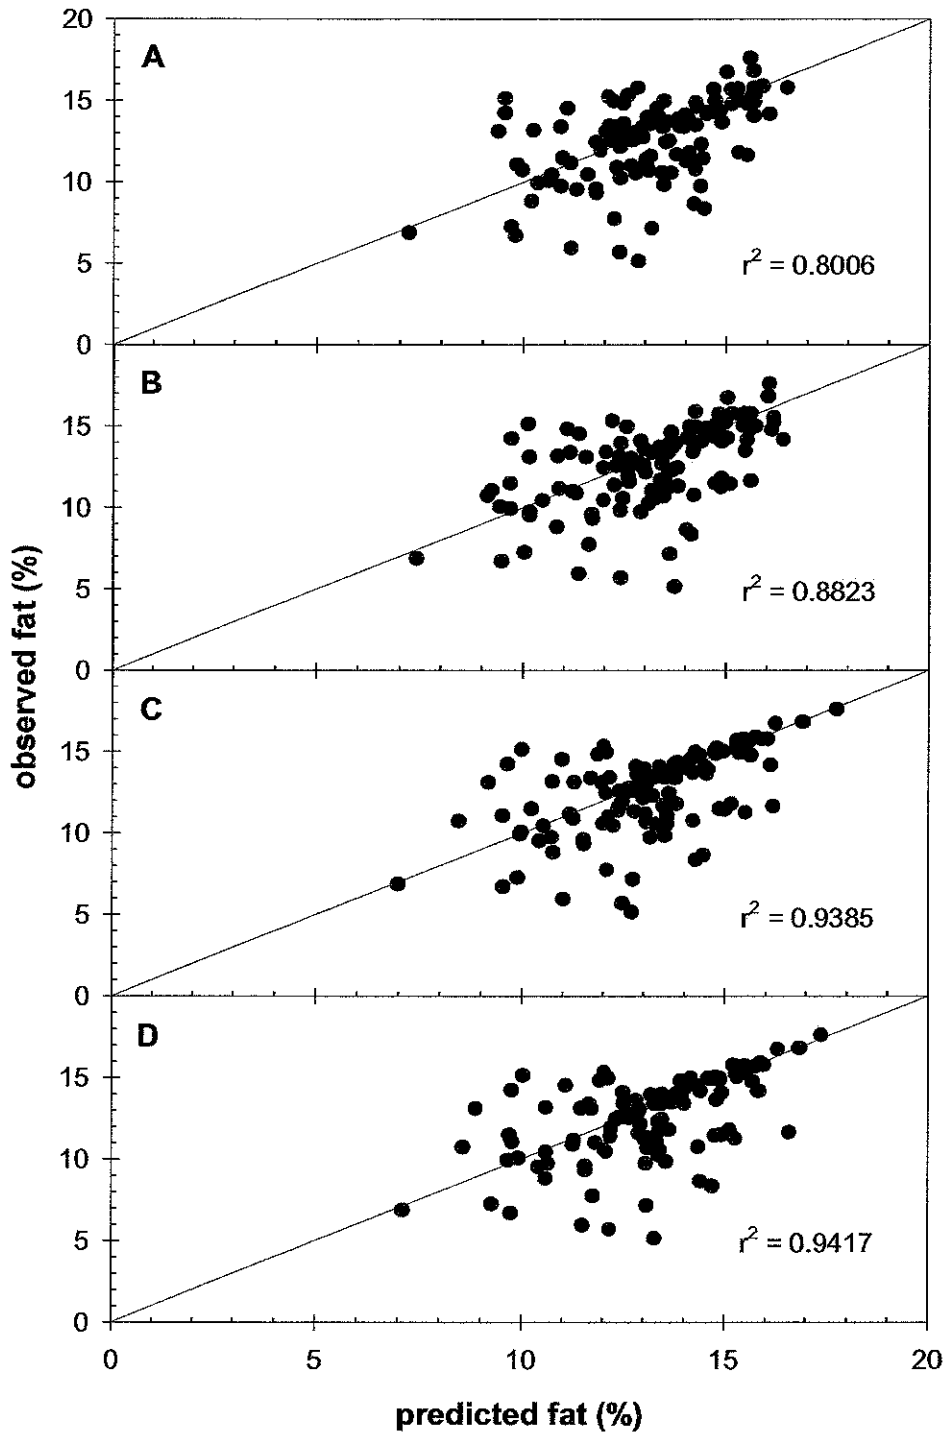 20
A
15
10
5
r² = 0.8006
0
B
15
10
5
r² = 0.8823
0
observed fat (%)
C
15
10
5
r² = 0.9385
0
D
15
10
5
r² = 0.9417
0
0 5 10 15 20
predicted fat (%)